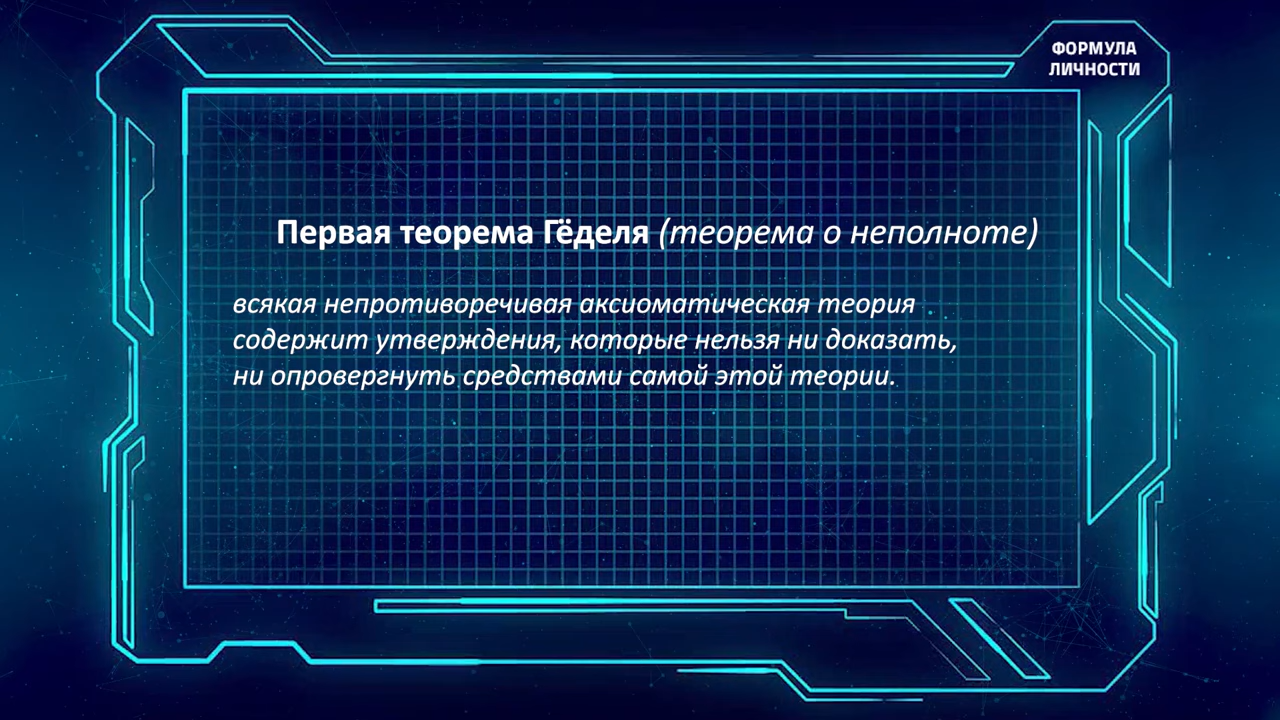 ФОРМУЛА
ЛИЧНОСТИ
Первая теорема Гёделя (теорема о неполноте)
всякая непротиворечивая аксиоматическая теория
содержит утверждения, которые нельзя ни доказать,
ни опровергнуть средствами самой этой теории.